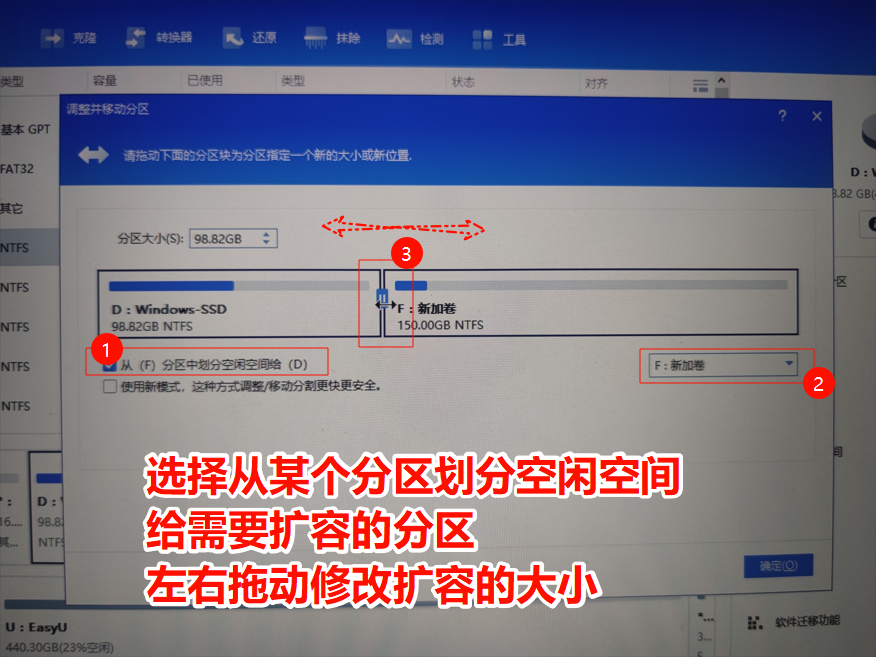 克隆 转换器 还原 抹除 检测 工具
类型 容量 已使用 类型 状态 对齐
调整并移动分区
基本 GPT
请拖动下面的分区块为分区指定一个新的大小或新位置.
FAT32
D : W
8.82 GB(
其它
分区大小(S): 98.82GB
NTFS
3
NTFS
D : Windows-SSD
98.82GB NTFS
F : 新加卷
150.00GB NTFS
NTFS
1
从 (F) 分区中划分空闲空间给 (D)
F : 新加卷
2
NTFS
使用新模式，这种方式调整/移动分割更快更安全。
NTFS
选择从某个分区划分空闲空间
给需要扩容的分区
左右拖动修改扩容的大小
D :
16....
98.8
其...
NTFS
确定(O)
U : EasyU
440.30GB(23%空闲)
3...
软件迁移功能